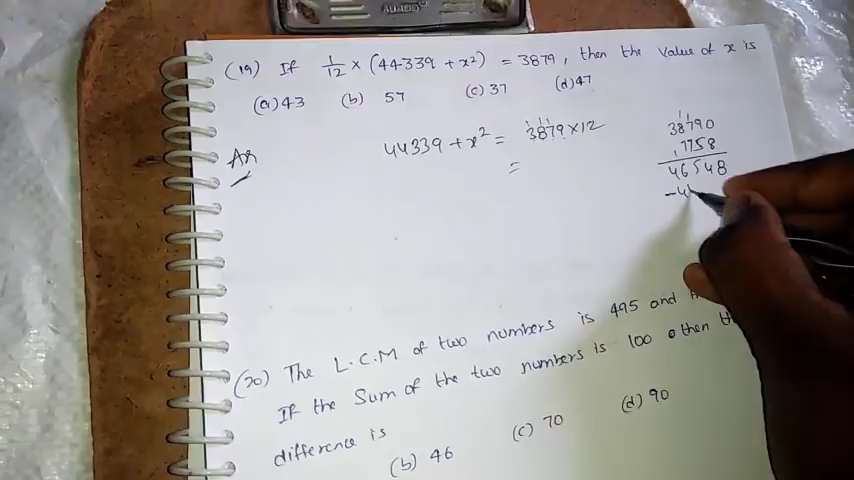 (19) If 1/12 × (44339 + x²) = 3879, then the value of x is
(a) 43 (b) 57 (c) 37 (d) 47
An
44339 + x² = 3879 × 12
=
38790
7758
46548
-4
(20) The L.C.M of two numbers is 495 and
If the Sum of the two numbers is 100 then
difference is
(b) 46 (c) 70 (d) 90